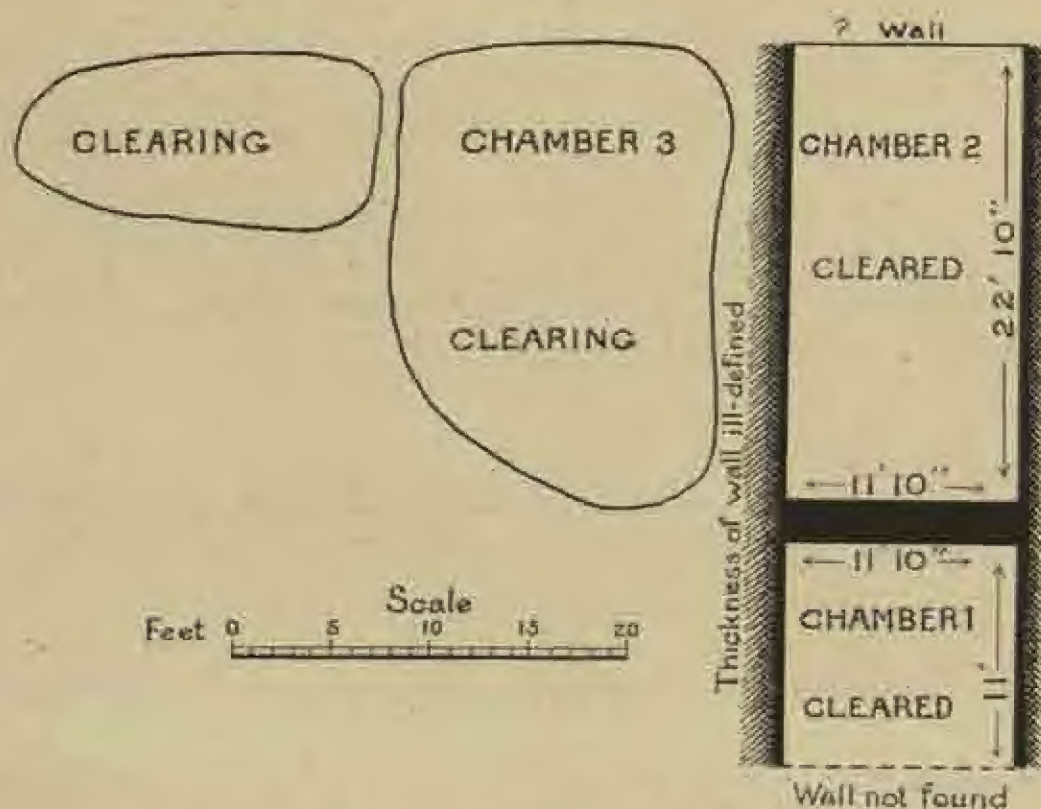 ? Wall
CLEARING
CHAMBER 3
CLEARING
CHAMBER 2
CLEARED
22' 10"
11' 10"
Thickness of wall ill-defined
11' 10"
CHAMBER 1
CLEARED
11'
Wall not found
Scale
Feet 0 5 10 15 20